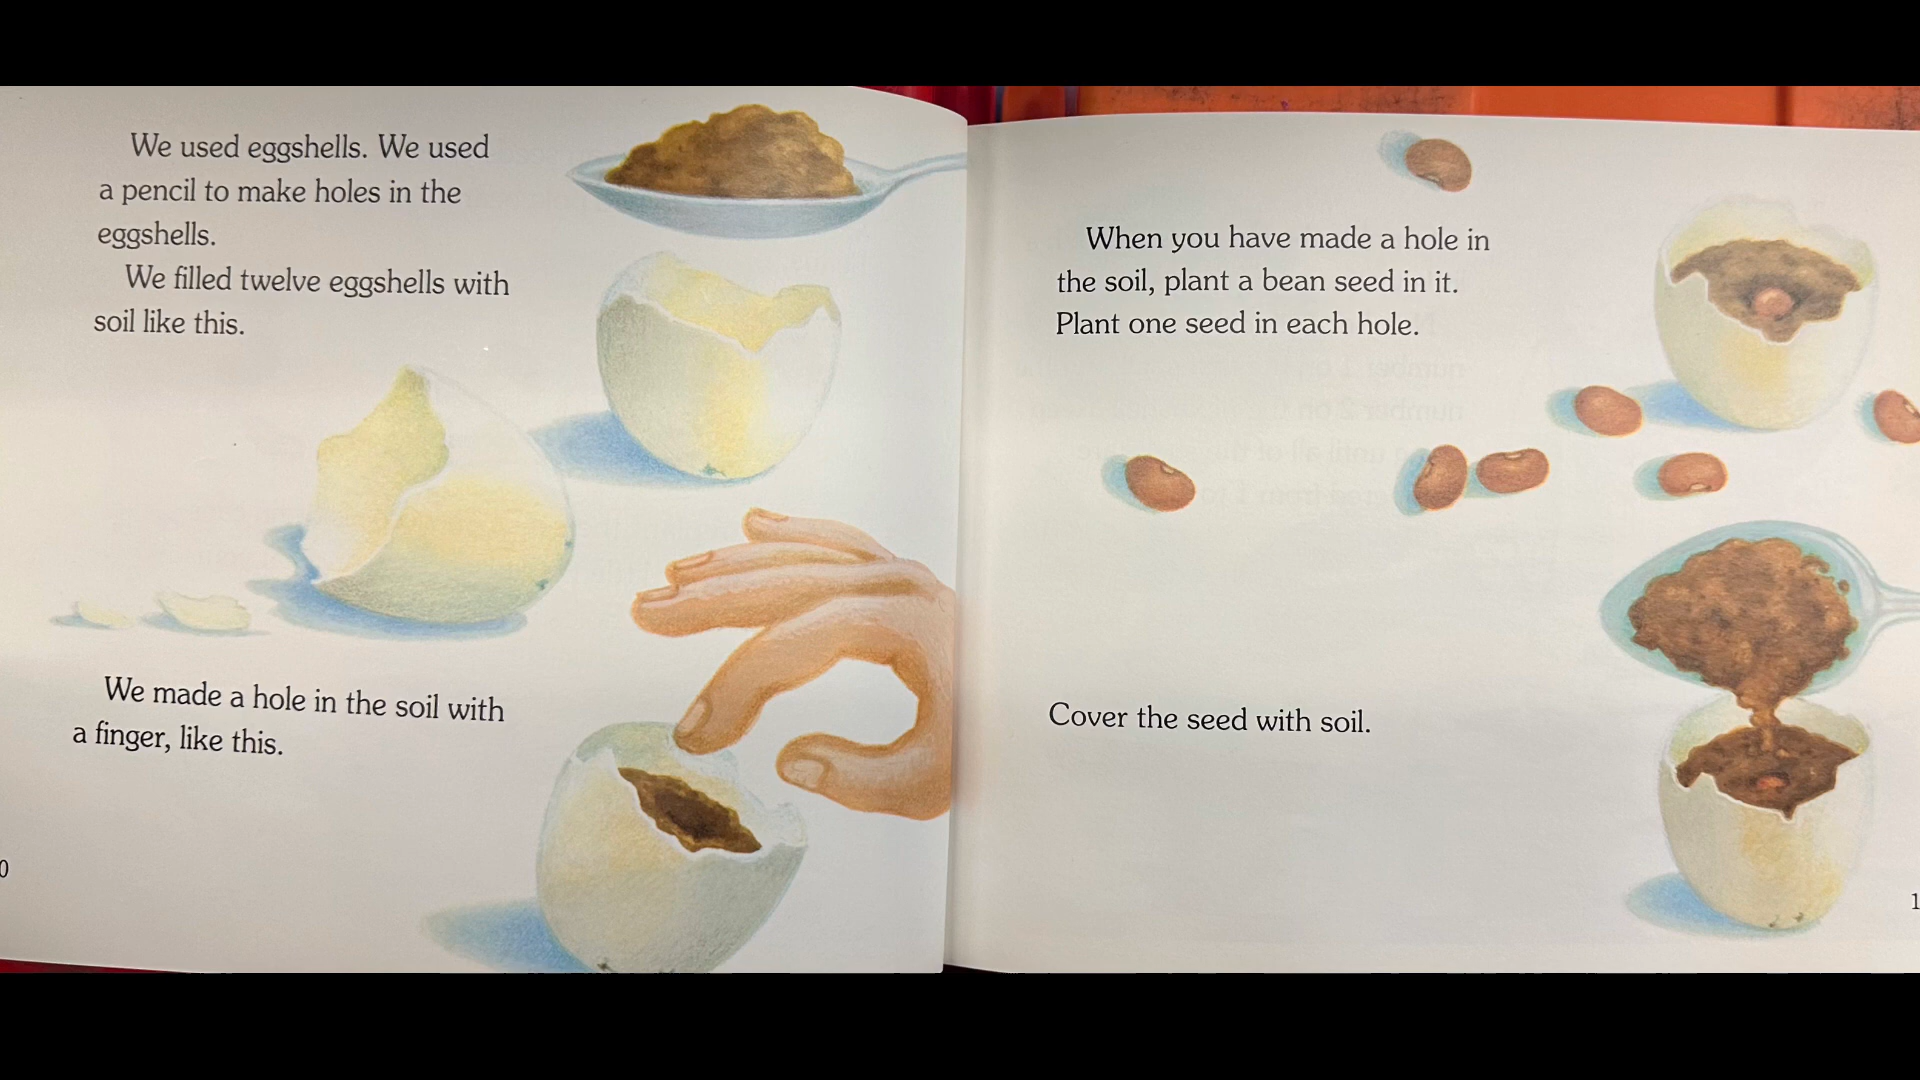 We used eggshells. We used
a pencil to make holes in the
eggshells.
We filled twelve eggshells with
soil like this.
We made a hole in the soil with
a finger, like this.
0
When you have made a hole in
the soil, plant a bean seed in it.
Plant one seed in each hole.
Cover the seed with soil.
1